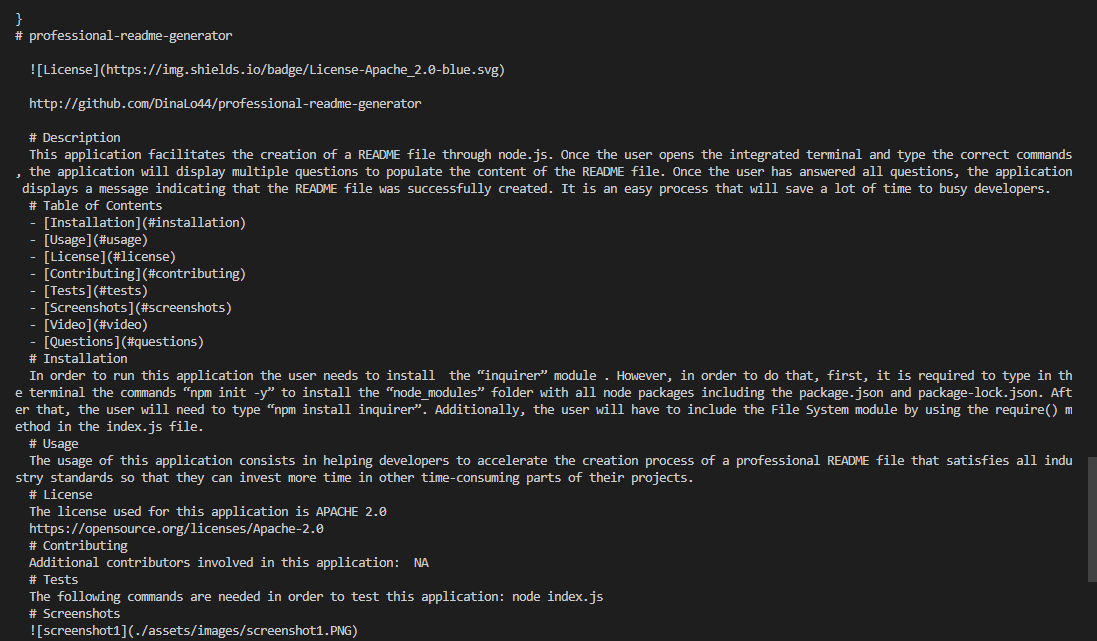 }
# professional-readme-generator
![License](https://img.shields.io/badge/License-Apache_2.0-blue.svg)
http://github.com/DinaLo44/professional-readme-generator
# Description
This application facilitates the creation of a README file through node.js. Once the user opens the integrated terminal and type the correct commands
, the application will display multiple questions to populate the content of the README file. Once the user has answered all questions, the application
displays a message indicating that the README file was successfully created. It is an easy process that will save a lot of time to busy developers.
# Table of Contents
- [Installation](#installation)
- [Usage](#usage)
- [License](#license)
- [Contributing](#contributing)
- [Tests](#tests)
- [Screenshots](#screenshots)
- [Video](#video)
- [Questions](#questions)
# Installation
In order to run this application the user needs to install  the “inquirer” module . However, in order to do that, first, it is required to type in th
e terminal the commands “npm init -y” to install the “node_modules” folder with all node packages including the package.json and package-lock.json. Aft
er that, the user will need to type “npm install inquirer”. Additionally, the user will have to include the File System module by using the require() m
ethod in the index.js file.
# Usage
The usage of this application consists in helping developers to accelerate the creation process of a professional README file that satisfies all indu
stry standards so that they can invest more time in other time-consuming parts of their projects.
# License
The license used for this application is APACHE 2.0
https://opensource.org/licenses/Apache-2.0
# Contributing
Additional contributors involved in this application:  NA
# Tests
The following commands are needed in order to test this application: node index.js
# Screenshots
![screenshot1](./assets/images/screenshot1.PNG)